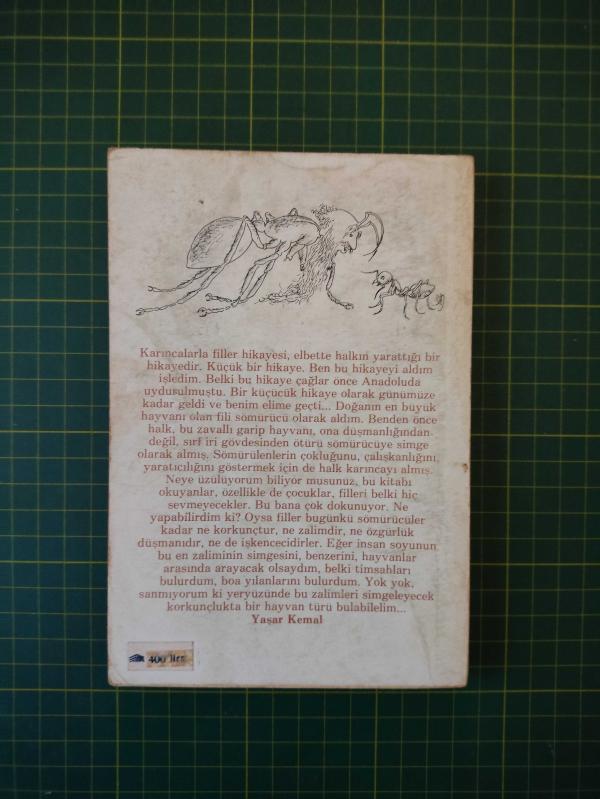 Karıncalarla filler hikayesi, elbette halkın yarattığı bir
hikayedir. Küçük bir hikaye. Ben bu hikayeyi aldım
işledim. Belki bu hikaye çağlar önce Anadoluda
uydusulmuştu. Bir küçücük hikaye olarak günümüze
kadar geldi ve benim elime geçti... Doğanın en büyük
hayvanı olan fili sömürücü olarak aldım. Benden önce
halk, bu zavallı garip hayvanı, ona düşmanlığından
değil, sırf iri gövdesinden ötürü sömürücüye simge
olarak almış. Sömürülenlerin çokluğunu, çalışkanlığını,
yaratıcılığını göstermek için de halk karıncayı almış.
Neye üzülüyorum biliyor musunuz, bu kitabı
okuyanlar, özellikle de çocuklar, filleri belki hiç
sevmeyecekler. Bu bana çok dokunuyor. Ne
yapabilirdim ki? Oysa filler bugünkü sömürücüler
kadar ne korkunçtur, ne zalimdir, ne özgürlük
düşmanıdır, ne de işkencecidirler. Eğer insan soyunun
bu en zaliminin simgesini, benzerini, hayvanlar
arasında arayacak olsaydım, belki timsahları
bulurdum, boa yılanlarını bulurdum. Yok yok,
sanmıyorum ki yeryüzünde bu zalimleri simgeleyecek
korkunçlukta bir hayvan türü bulabilelim...
Yaşar Kemal
400 lira